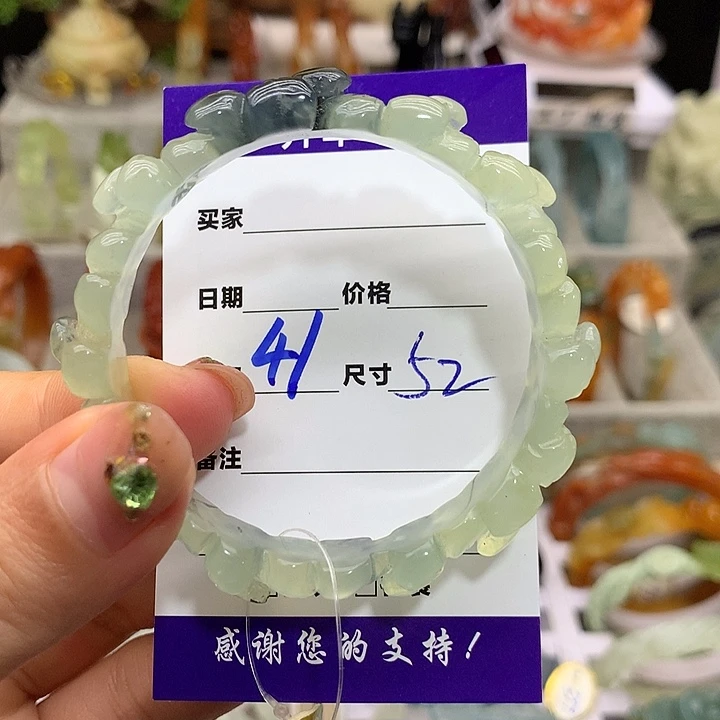 买家
日期 价格
41 尺寸 52
备注
感谢您的支持!